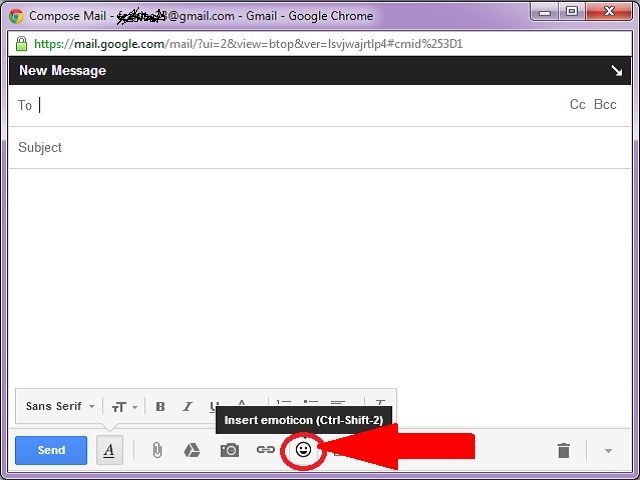 Compose Mail - @gmail.com - Gmail - Google Chrome
https://mail.google.com/mail/?ui=2&view=btop&ver=lsvjwajrtlp4#cmid%253D1
New Message
To Cc Bcc
Subject
Sans Serif B I U A
Insert emoticon (Ctrl-Shift-2)
Send A